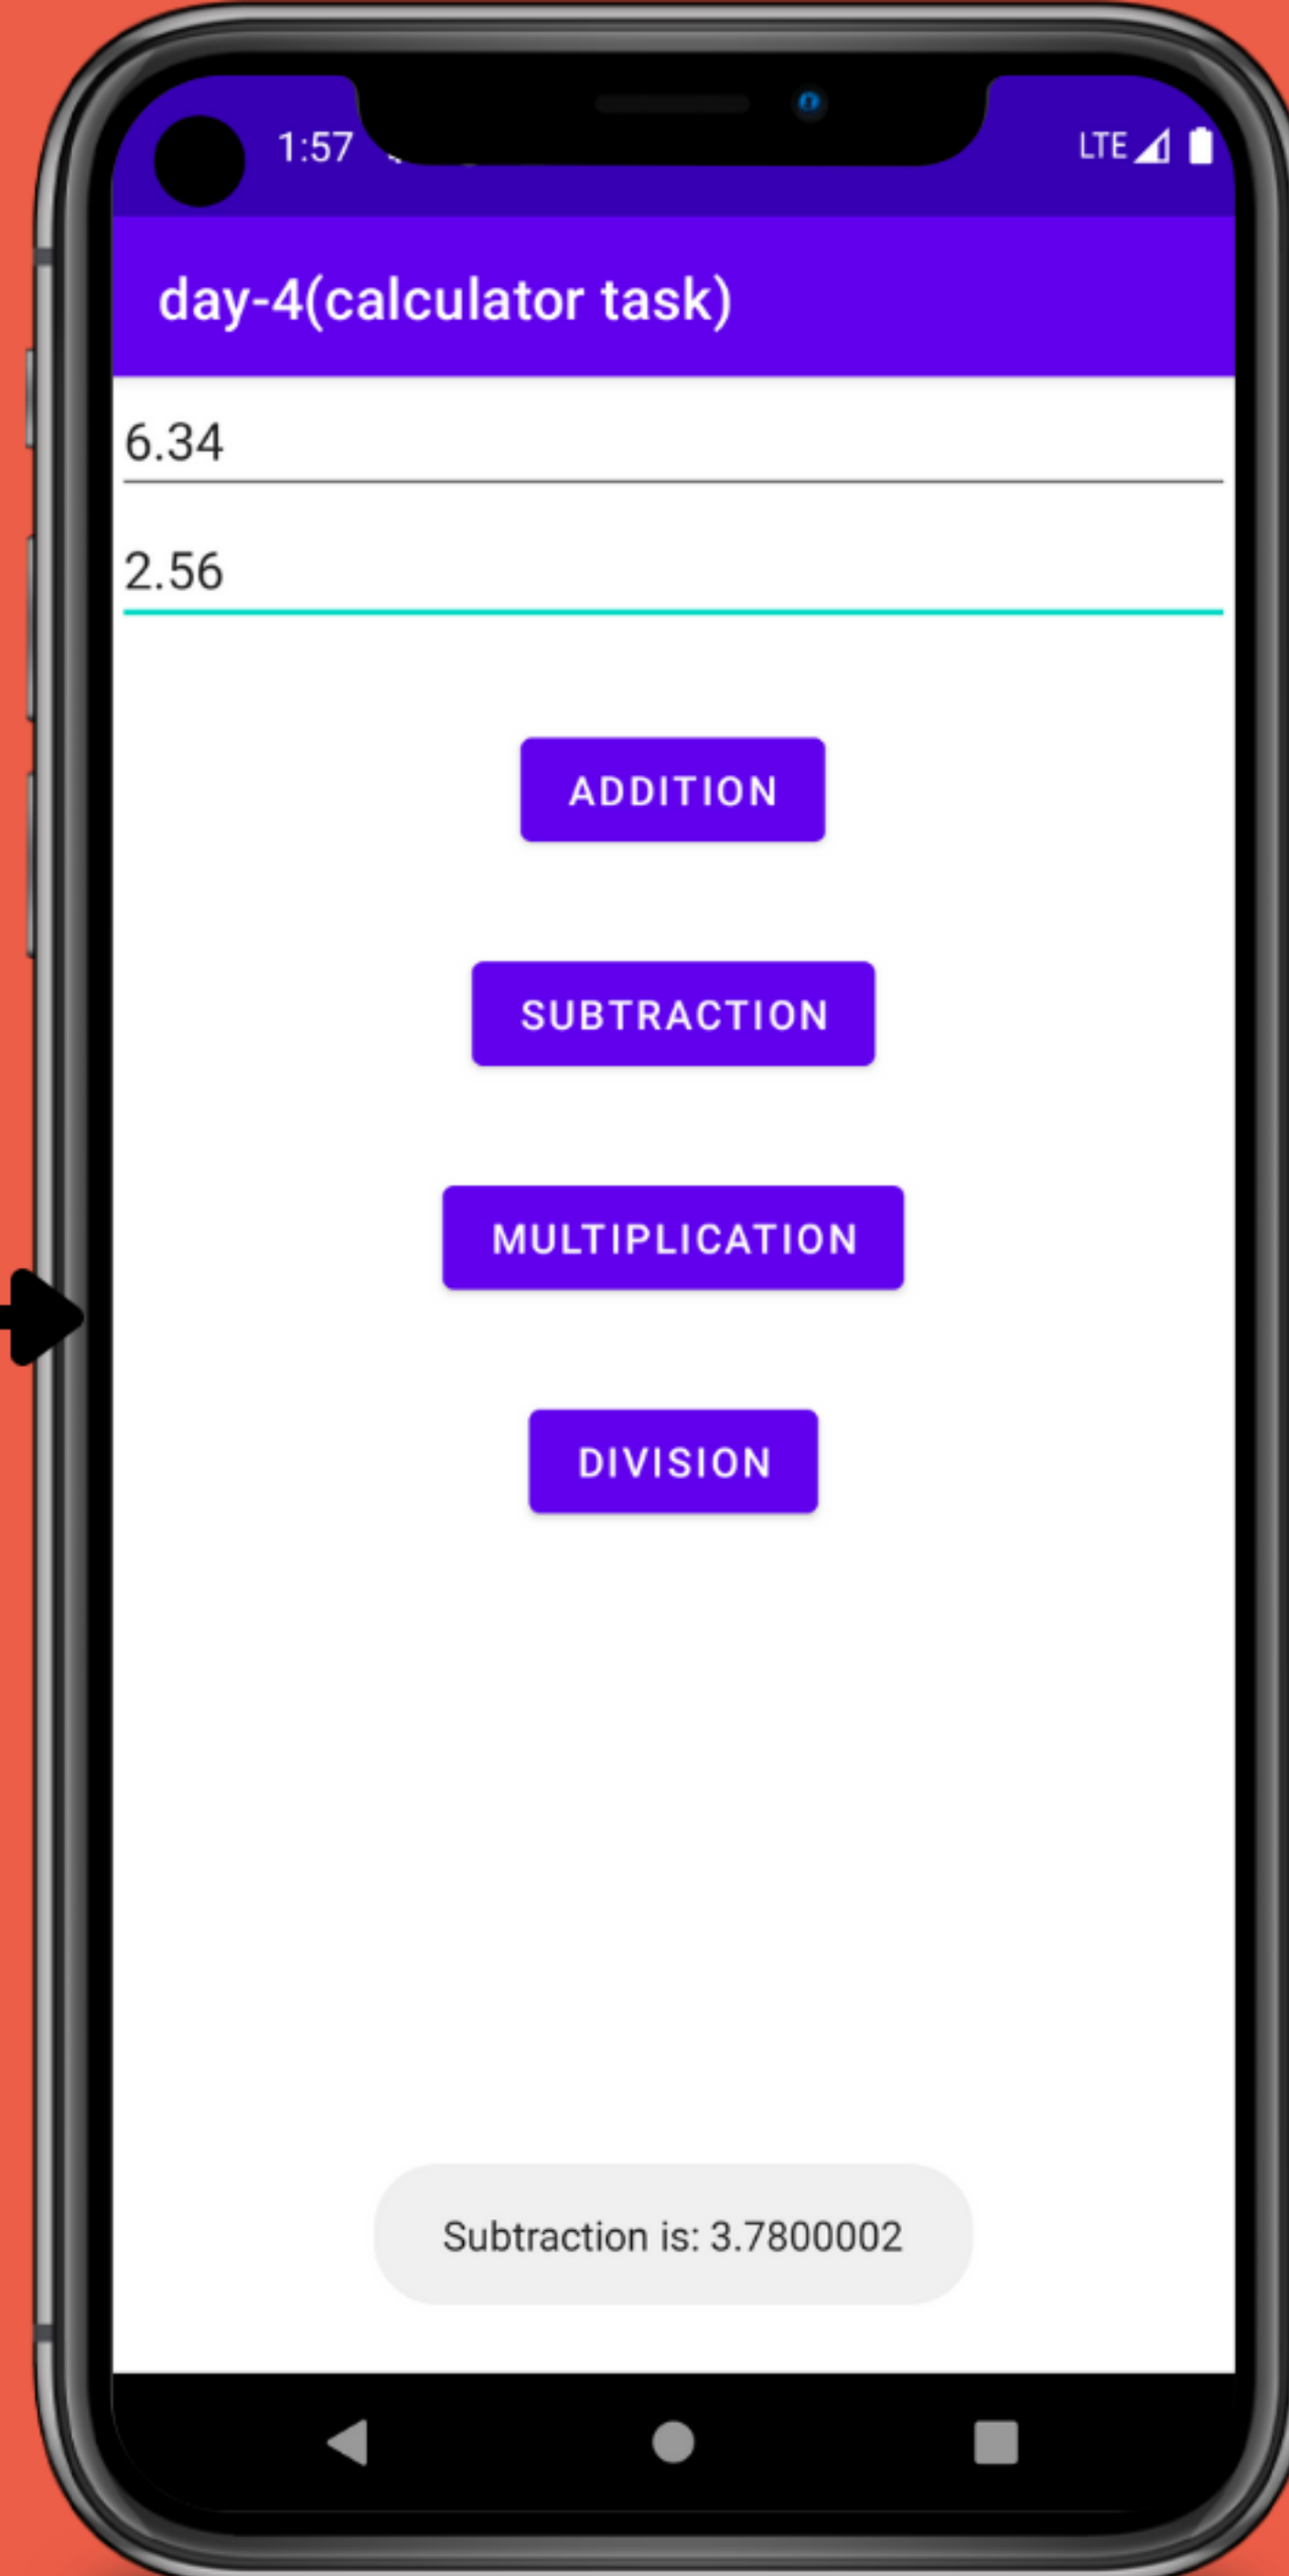 1:57 LTE
day-4(calculator task)
6.34
2.56
ADDITION
SUBTRACTION
MULTIPLICATION
DIVISION
Subtraction is: 3.7800002